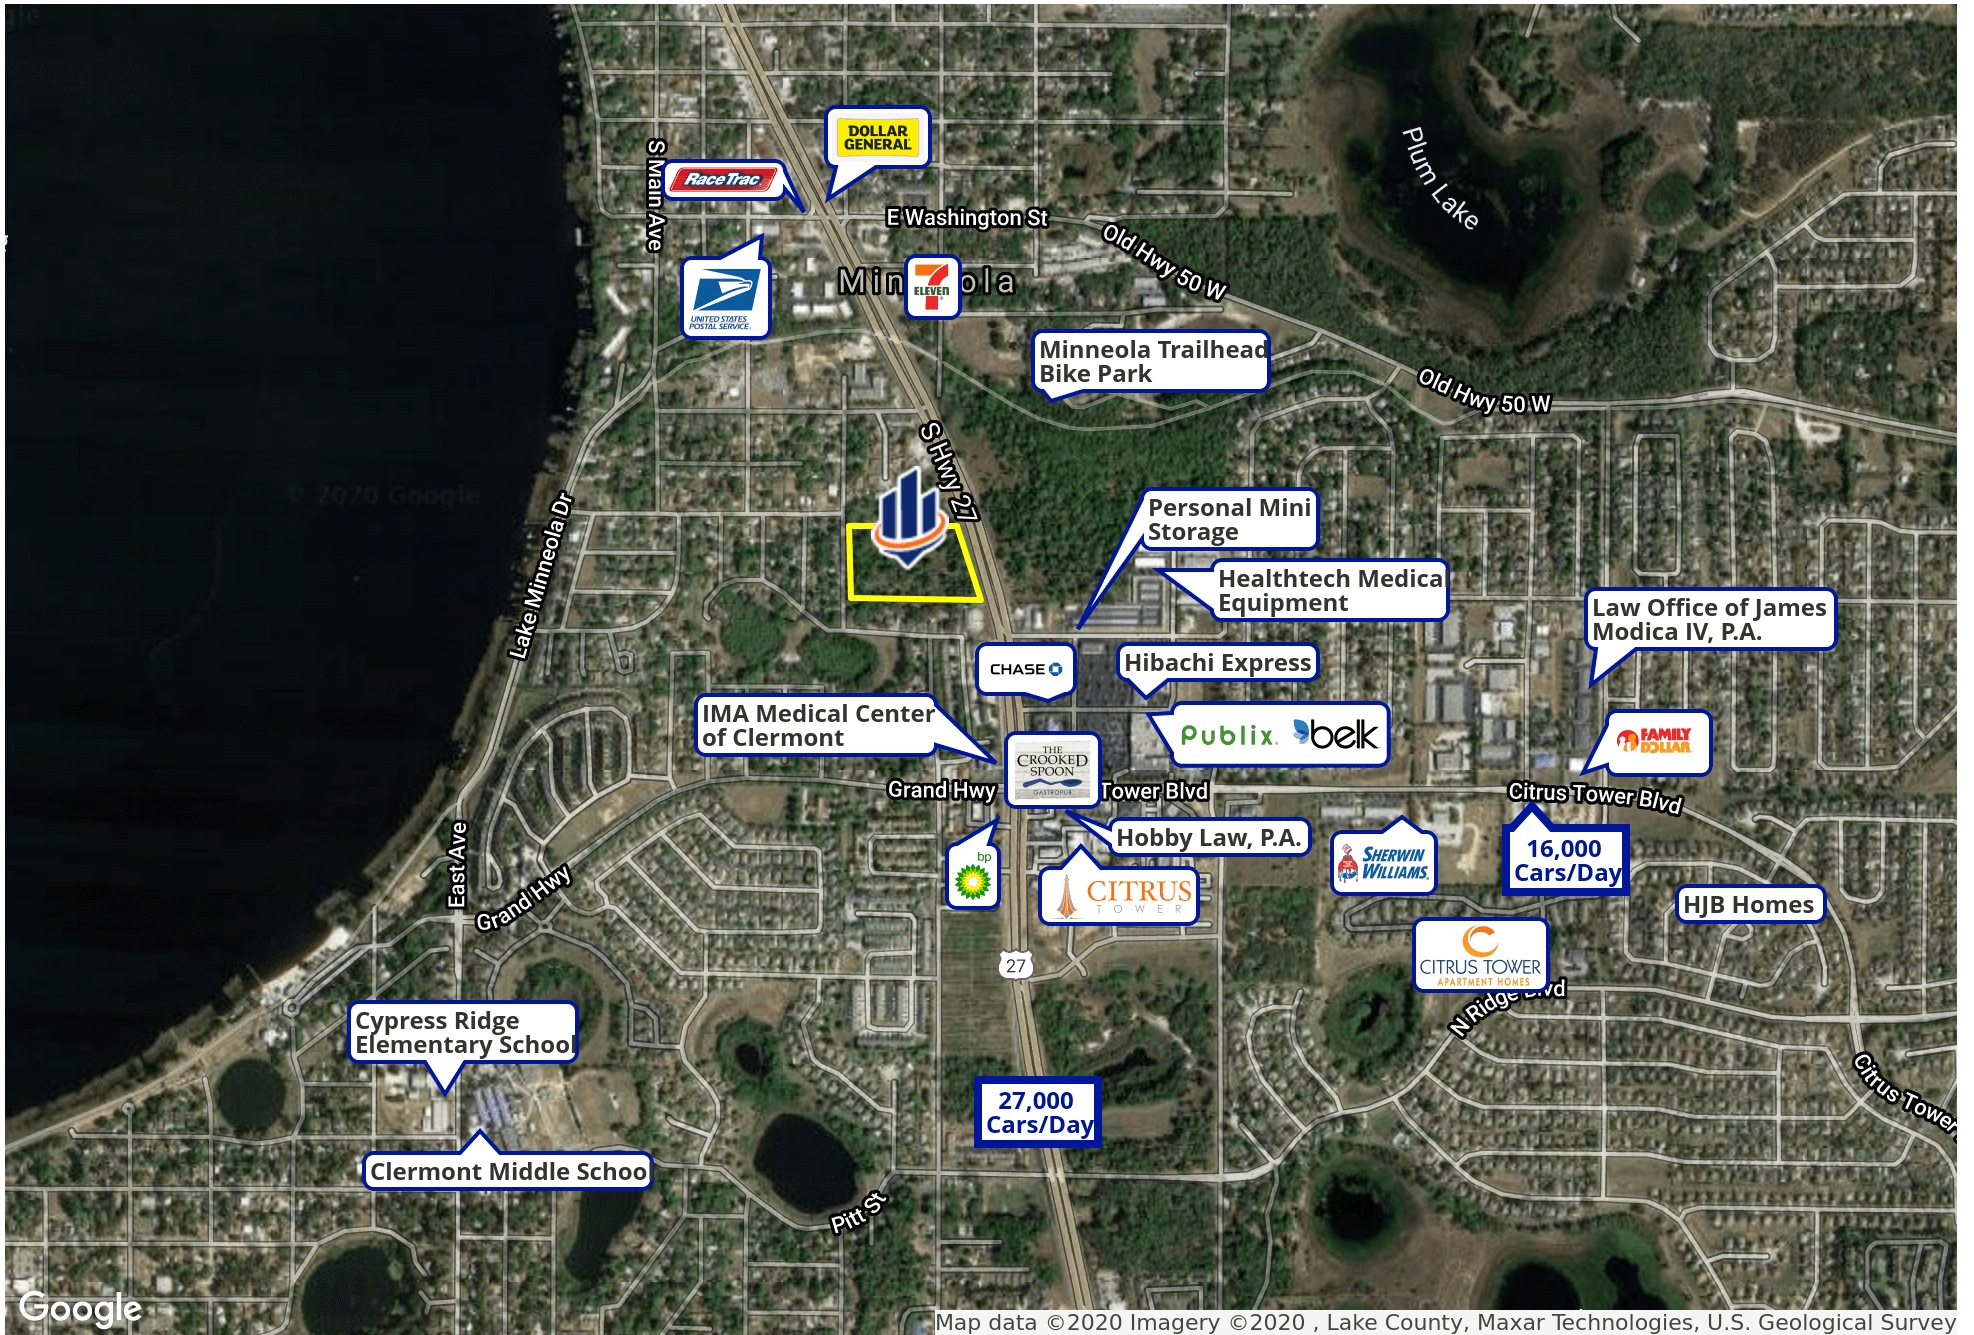 DOLLAR
GENERAL
RaceTrac
S Main Ave
E Washington St
Old Hwy 50 W
Plum Lake
UNITED STATES
POSTAL SERVICE
Min
ola
7
ELEVEN
Minneola Trailhead
Bike Park
Old Hwy 50 W
S Hwy 27
© 2020 Google
Lake Minneola Dr
Personal Mini
Storage
Healthtech Medical
Equipment
Law Office of James
Modica IV, P.A.
CHASE
Hibachi Express
IMA Medical Center
of Clermont
Publix
belk
FAMILY
DOLLAR
THE
CROOKED
SPOON
GASTROPUB
Grand Hwy
Tower Blvd
Citrus Tower Blvd
Hobby Law, P.A.
bp
CITRUS
TOWER
SHERWIN
WILLIAMS.
16,000
Cars/Day
HJB Homes
East Ave
Grand Hwy
CITRUS TOWER
APARTMENT HOMES
N Ridge Blvd
27
Cypress Ridge
Elementary School
Citrus Tower
27,000
Cars/Day
Clermont Middle School
Pitt St
Google
Map data ©2020 Imagery ©2020 , Lake County, Maxar Technologies, U.S. Geological Survey